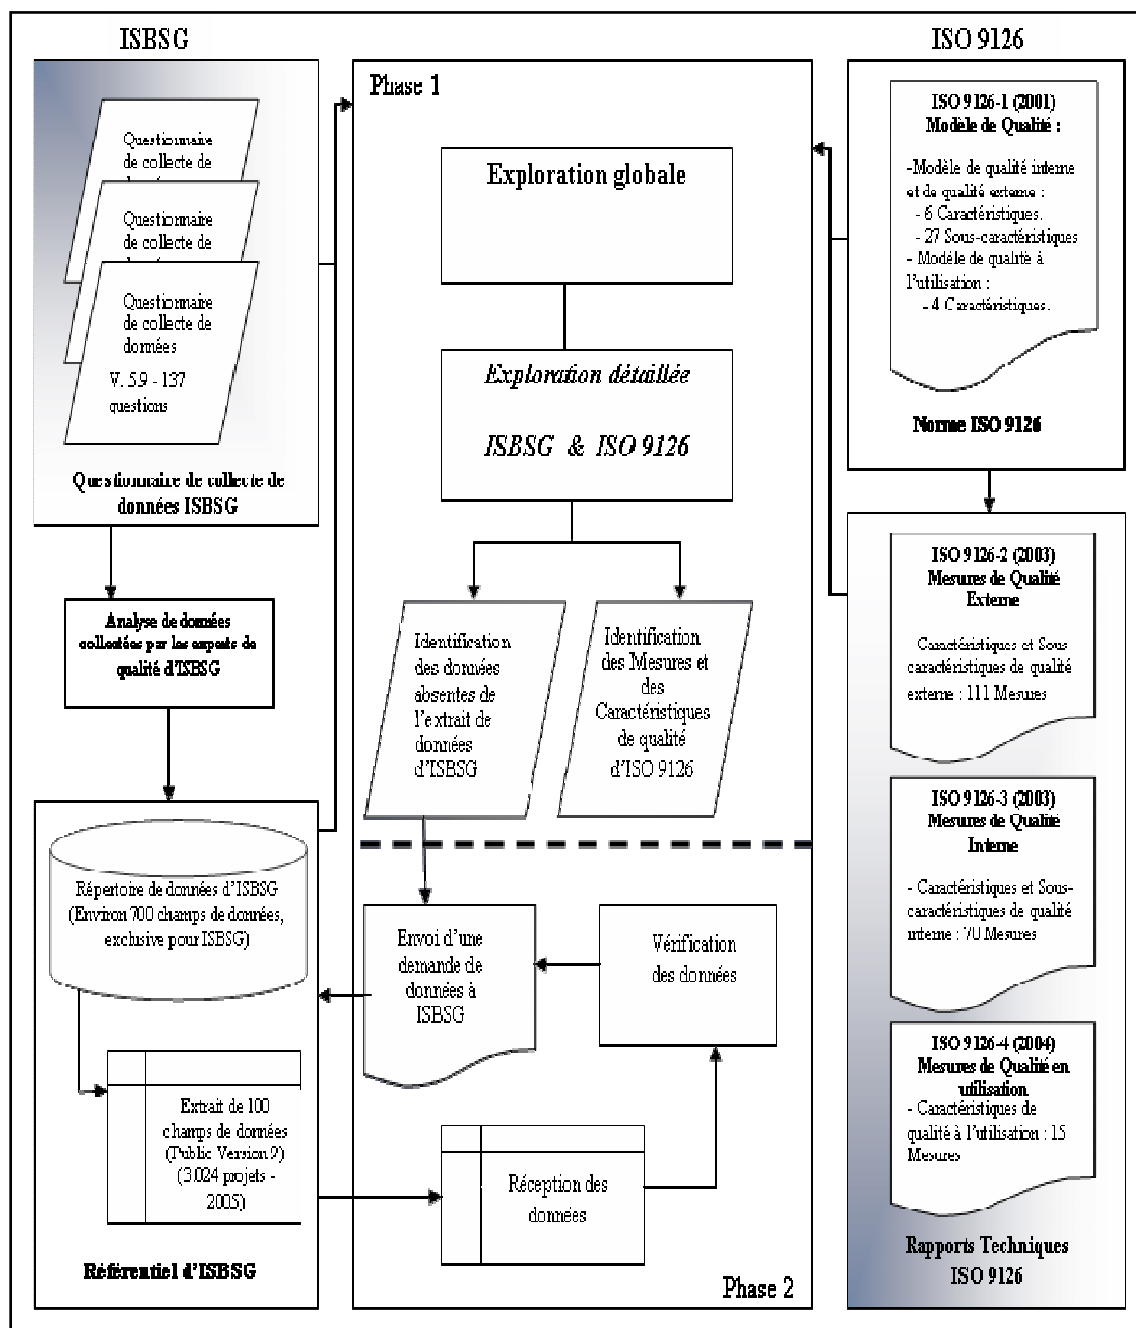 ISBSG
Questionnaire
de collecte de
Questionnaire
de collecte de
Questionnaire
de collecte de
données
V. 5.9 - 137
questions
Questionnaire de collecte de
données ISBSG
Analyse de données
collectées par les experts de
qualité d'ISBSG
Répertoire de données d'ISBSG
(Environ 700 champs de données,
exclusive pour ISBSG)
Extrait de 100
champs de données
(Public Version 9)
(3.024 projets -
2005)
Référentiel d'ISBSG
Phase 1
Exploration globale
Exploration détaillée
ISBSG & ISO 9126
Identification
des données
absentes de
l'extrait de
données
d'ISBSG
Identification
des Mesures et
des
Caractéristiques
de qualité
d'ISO 9126
Envoi d'une
demande de
données à
ISBSG
Vérification
des données
Réception des
données
Phase 2
ISO 9126
ISO 9126-1 (2001)
Modèle de Qualité :
-Modèle de qualité interne
et de qualité externe :
- 6 Caractéristiques.
- 27 Sous-caractéristiques
- Modèle de qualité à
l'utilisation :
- 4 Caractéristiques.
Norme ISO 9126
ISO 9126-2 (2003)
Mesures de Qualité
Externe
Caractéristiques et Sous
caractéristiques de qualité
externe : 111 Mesures
ISO 9126-3 (2003)
Mesures de Qualité
Interne
- Caractéristiques et Sous-
caractéristiques de qualité
interne : 70 Mesures
ISO 9126-4 (2004)
Mesures de Qualité en
utilisation
- Caractéristiques de
qualité à l'utilisation : 15
Mesures
Rapports Techniques
ISO 9126